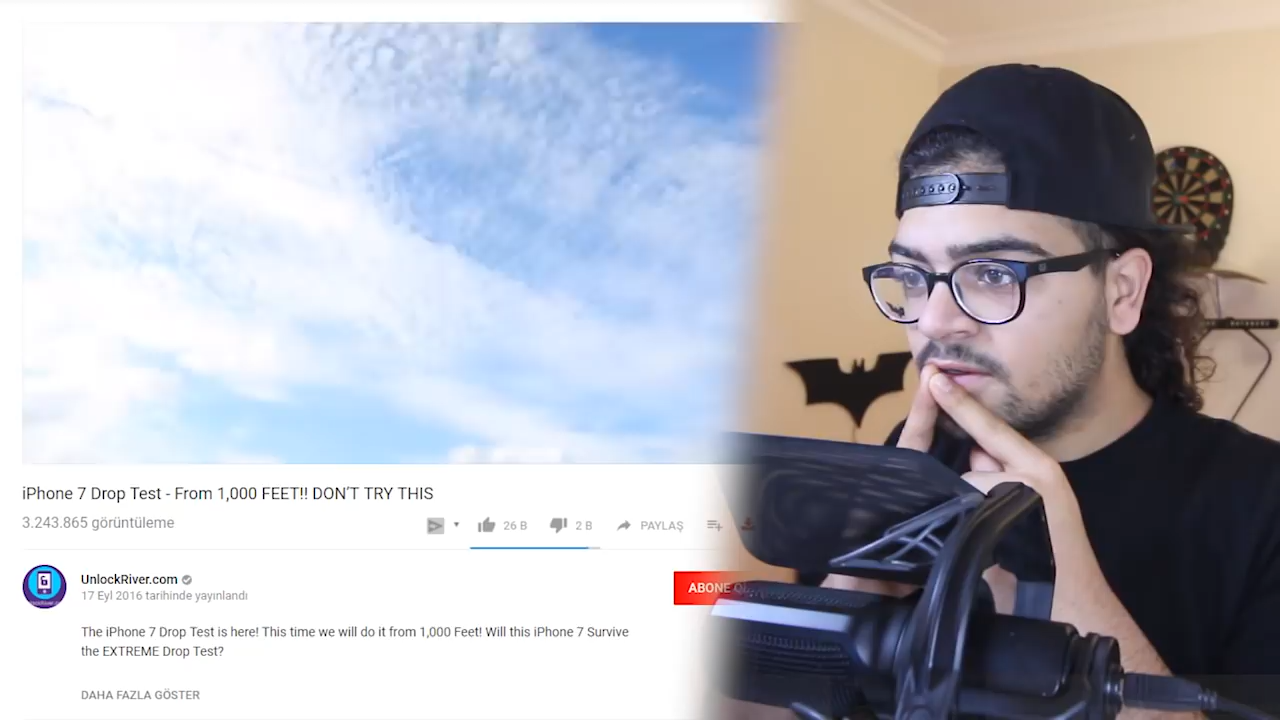 iPhone 7 Drop Test - From 1,000 FEET!! DON'T TRY THIS
3.243.865 görüntüleme
26 B
2 B
PAYLAŞ
UnlockRiver.com
17 Eyl 2016 tarihinde yayınlandı
ABONE
The iPhone 7 Drop Test is here! This time we will do it from 1,000 Feet! Will this iPhone 7 Survive
the EXTREME Drop Test?
DAHA FAZLA GÖSTER